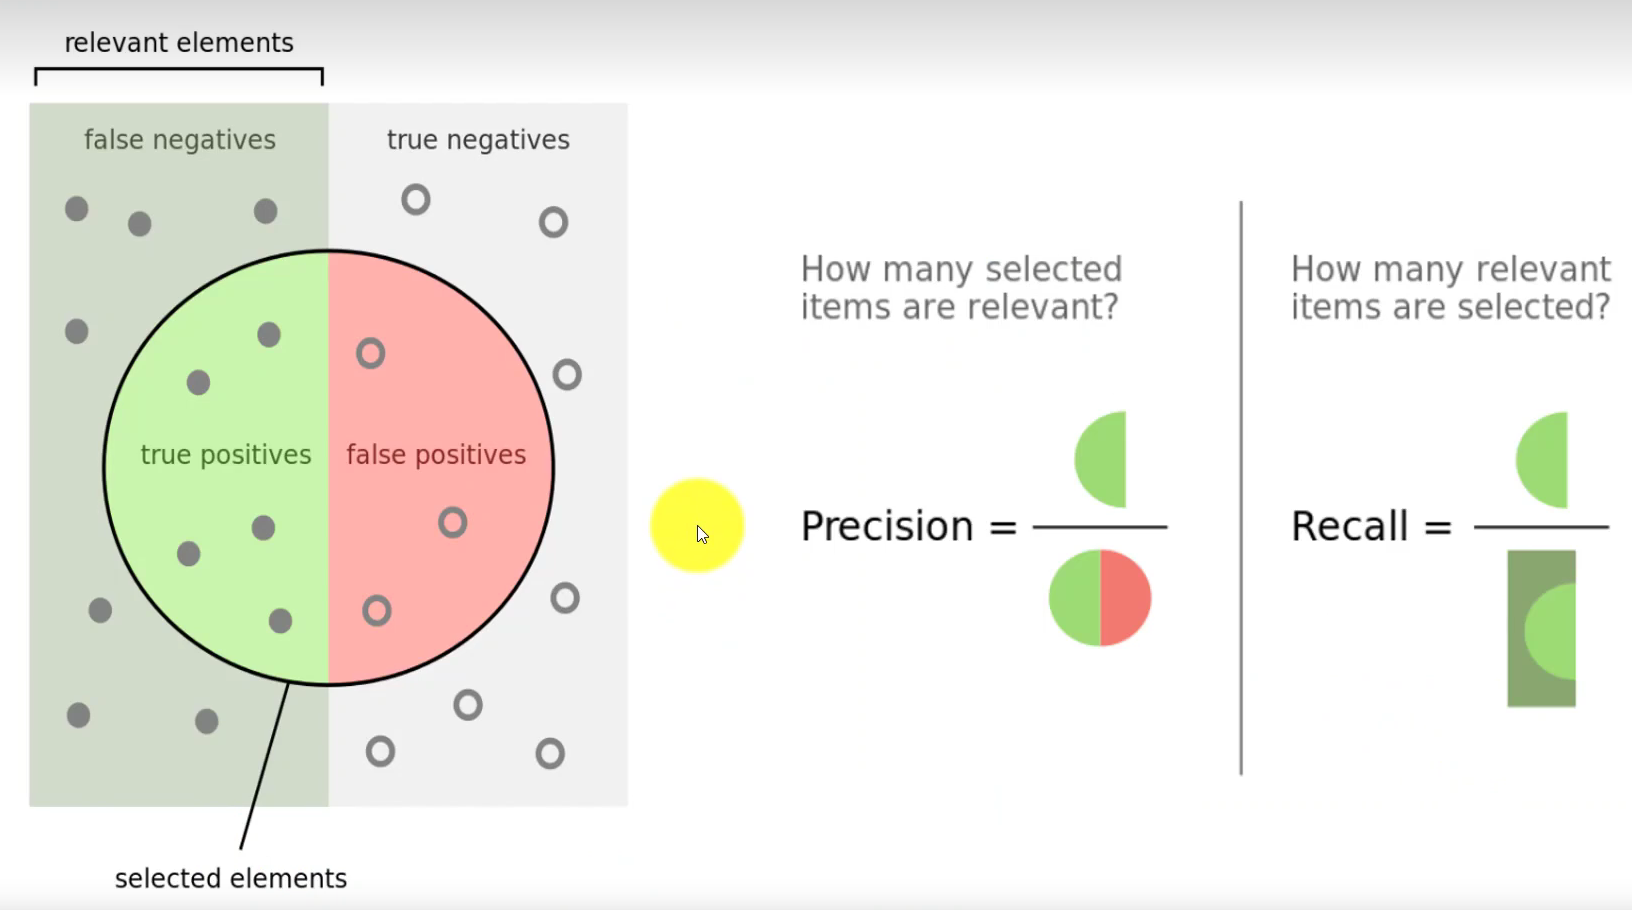 relevant elements
false negatives
true negatives
true positives
false positives
selected elements
How many selected
items are relevant?
Precision =
How many relevant
items are selected?
Recall =